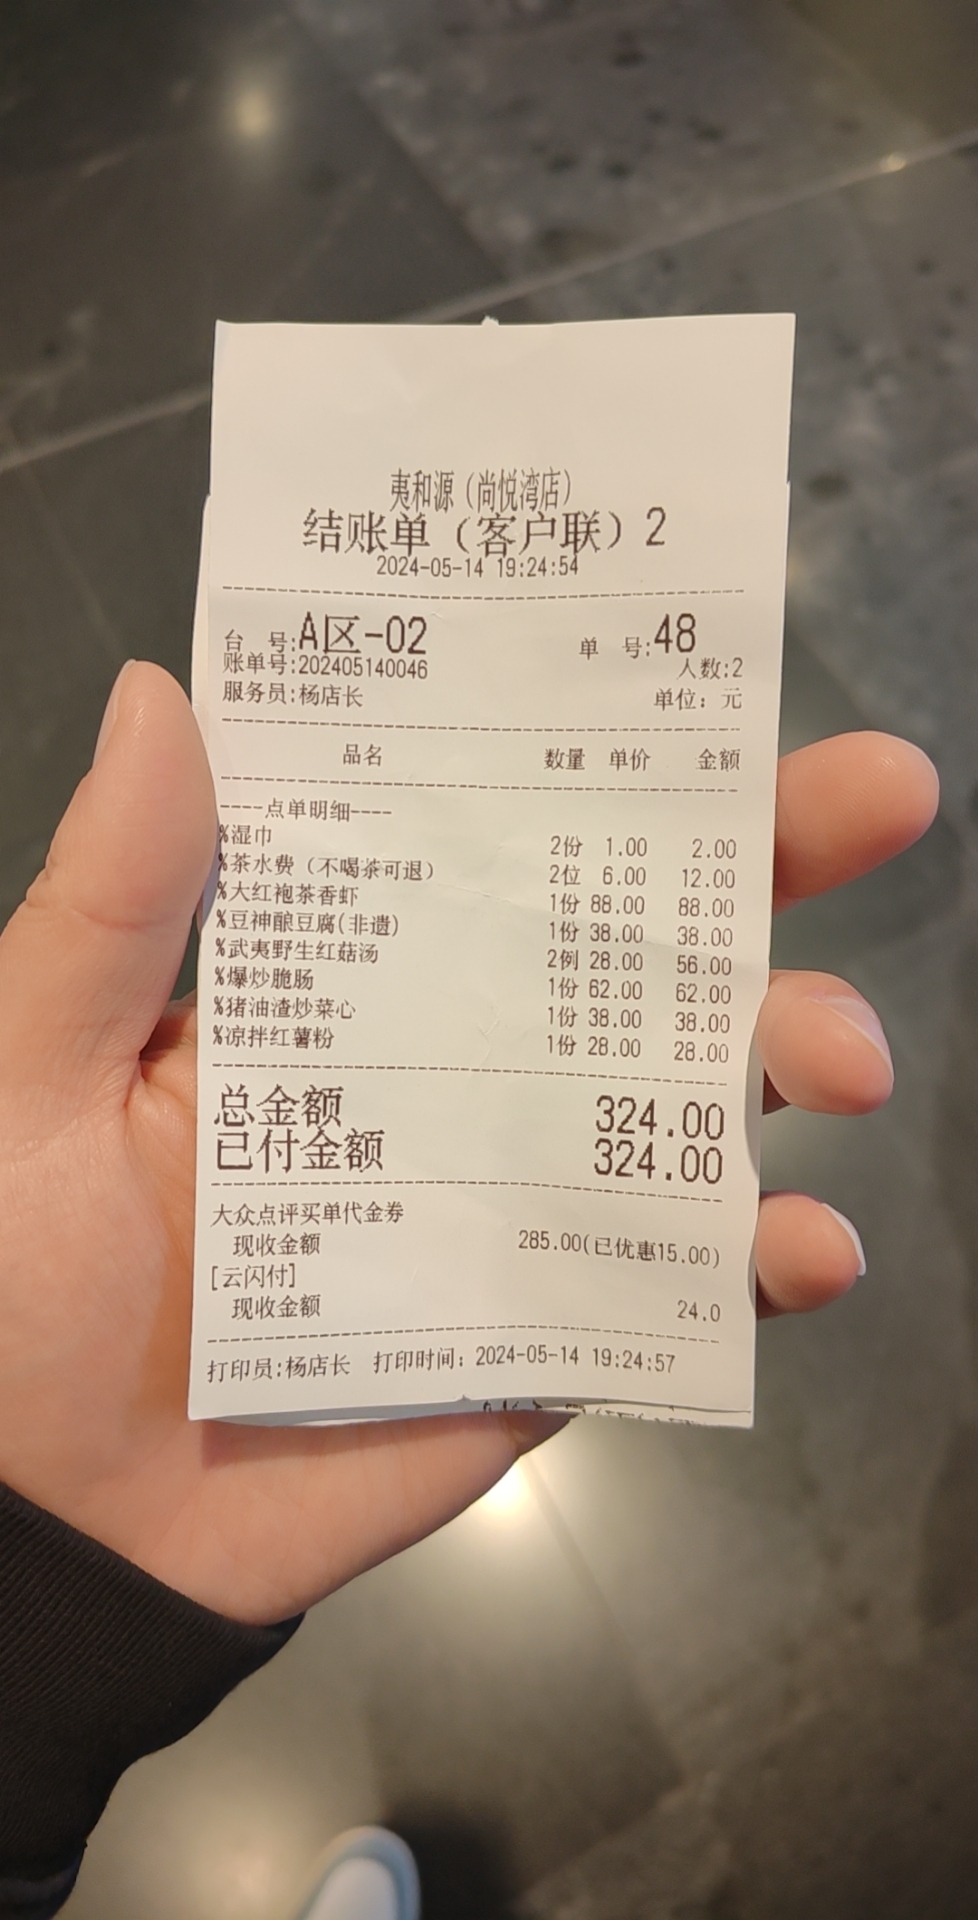 夷和源（尚悦湾店）
结账单（客户联）2
2024-05-14 19:24:54
台 号:A区-02 单 号:48
账单号:202405140046 人数:2
服务员:杨店长 单位：元
品名 数量 单价 金额
----点单明细----
%湿巾 2份 1.00 2.00
%茶水费（不喝茶可退） 2位 6.00 12.00
%大红袍茶香虾 1份 88.00 88.00
%豆神酿豆腐(非遗) 1份 38.00 38.00
%武夷野生红菇汤 2例 28.00 56.00
%爆炒脆肠 1份 62.00 62.00
%猪油渣炒菜心 1份 38.00 38.00
%凉拌红薯粉 1份 28.00 28.00
总金额 324.00
已付金额 324.00
大众点评买单代金券
现收金额 285.00(已优惠15.00)
[云闪付]
现收金额 24.0
打印员:杨店长 打印时间：2024-05-14 19:24:57